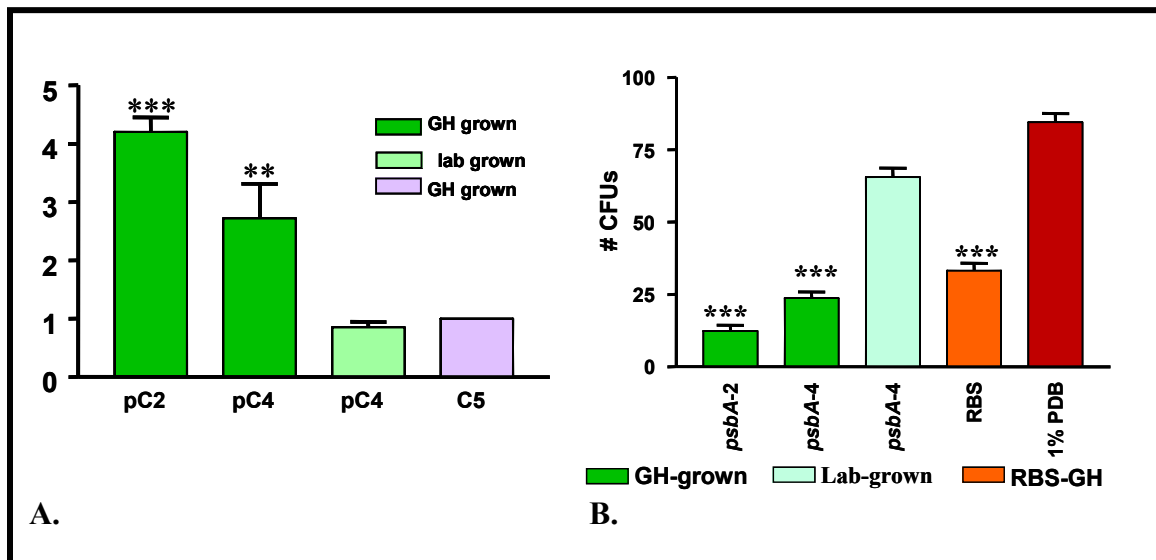 5
4
3
2
1
0
***
**
GH grown
lab grown
GH grown
pC2
pC4
pC4
C5
A.
# CFUs
100
75
50
25
0
***
***
***
psbA-2
psbA-4
psbA-4
RBS
1% PDB
GH-grown
Lab-grown
RBS-GH
B.